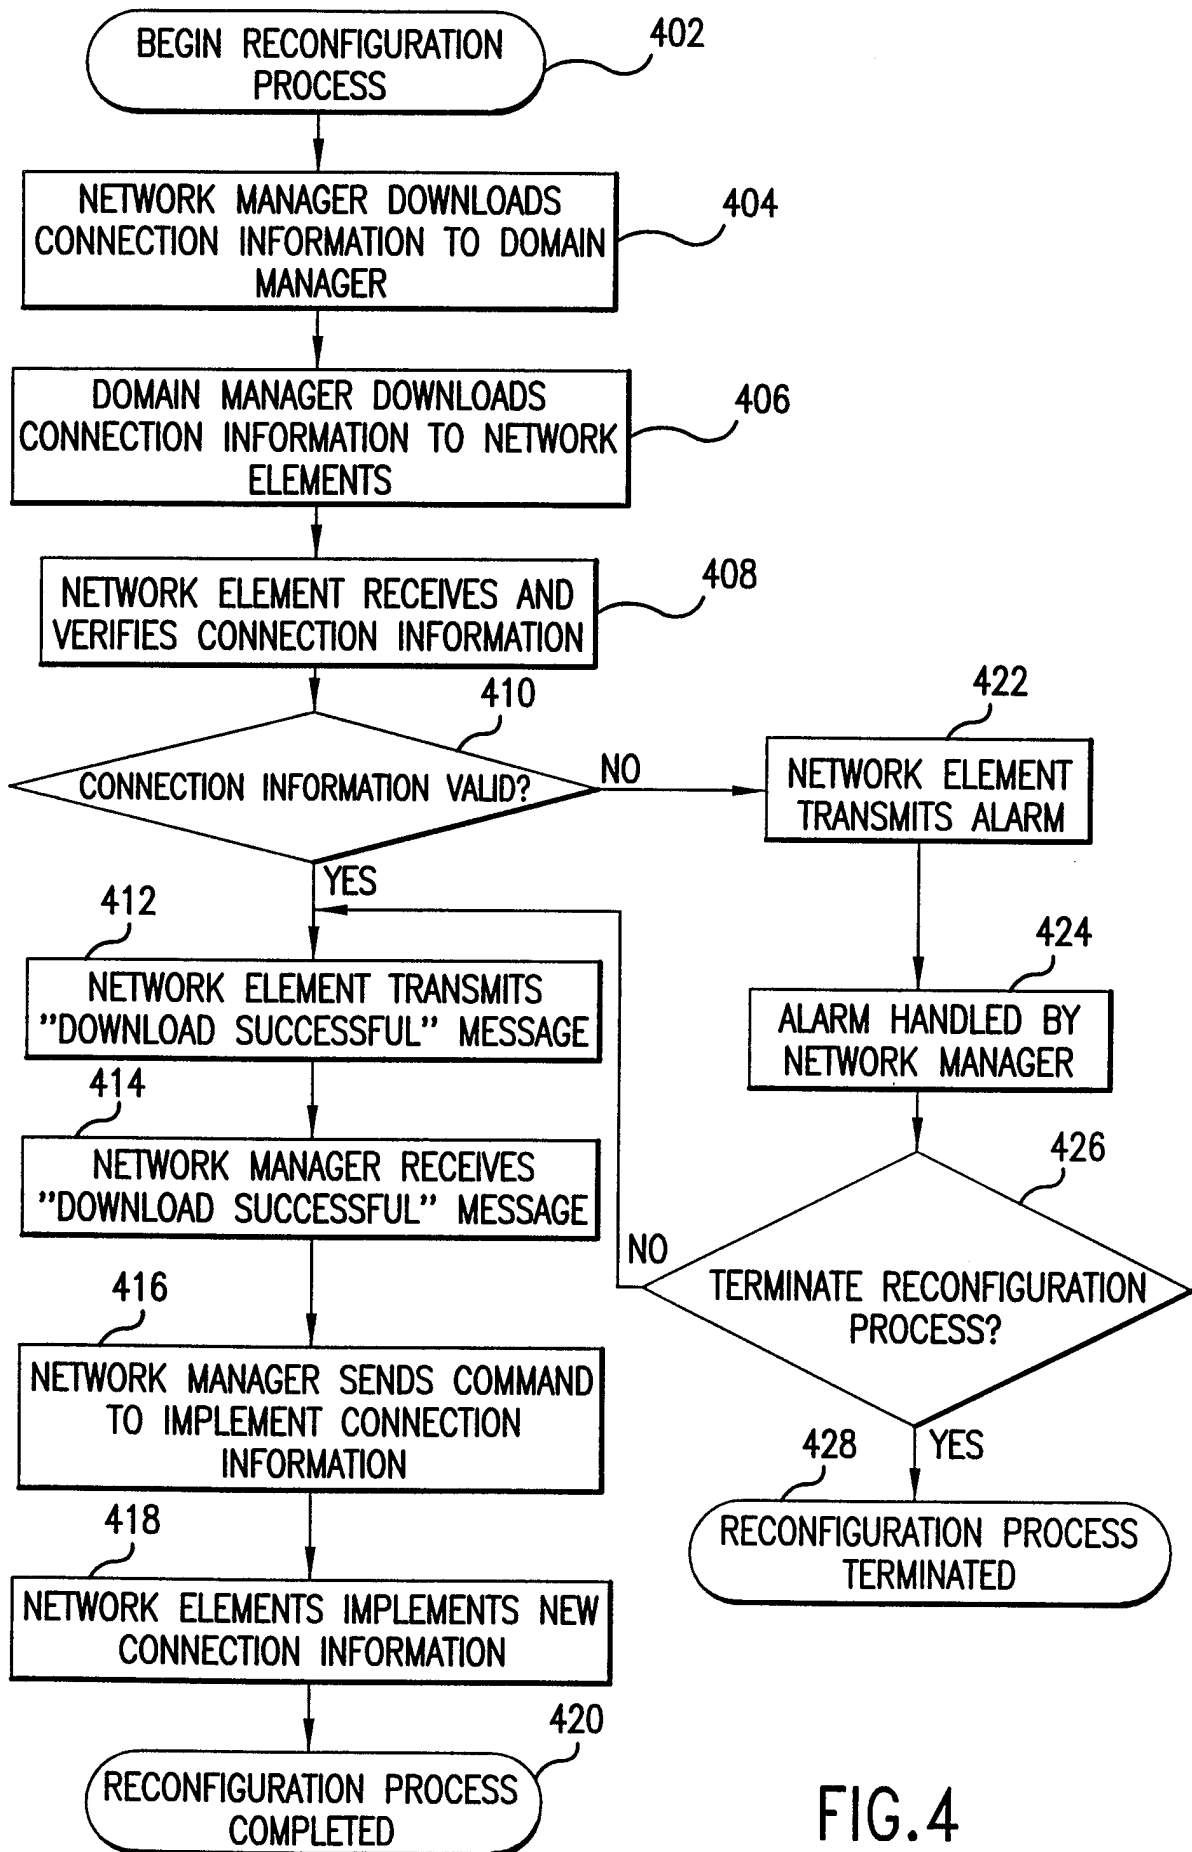 BEGIN RECONFIGURATION
PROCESS
402
NETWORK MANAGER DOWNLOADS
CONNECTION INFORMATION TO DOMAIN
MANAGER
404
DOMAIN MANAGER DOWNLOADS
CONNECTION INFORMATION TO NETWORK
ELEMENTS
406
NETWORK ELEMENT RECEIVES AND
VERIFIES CONNECTION INFORMATION
408
410
CONNECTION INFORMATION VALID?
NO
YES
422
NETWORK ELEMENT
TRANSMITS ALARM
412
NETWORK ELEMENT TRANSMITS
"DOWNLOAD SUCCESSFUL" MESSAGE
424
ALARM HANDLED BY
NETWORK MANAGER
414
NETWORK MANAGER RECEIVES
"DOWNLOAD SUCCESSFUL" MESSAGE
426
NO
TERMINATE RECONFIGURATION
PROCESS?
YES
416
NETWORK MANAGER SENDS COMMAND
TO IMPLEMENT CONNECTION
INFORMATION
428
RECONFIGURATION PROCESS
TERMINATED
418
NETWORK ELEMENTS IMPLEMENTS NEW
CONNECTION INFORMATION
420
RECONFIGURATION PROCESS
COMPLETED
FIG.4